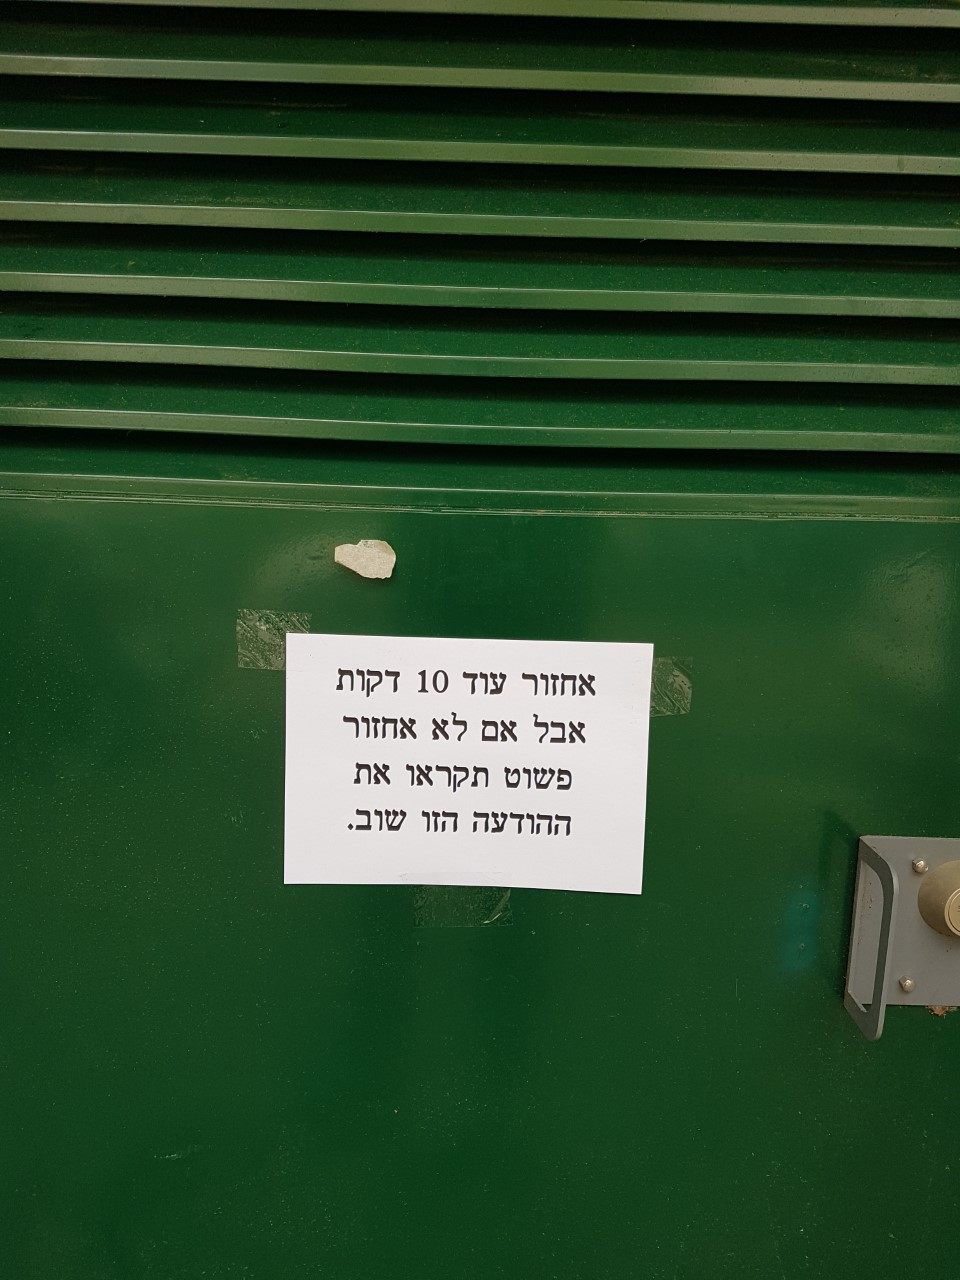 אחזור עוד 10 דקות
אבל אם לא אחזור
פשוט תקראו את
ההודעה הזו שוב.